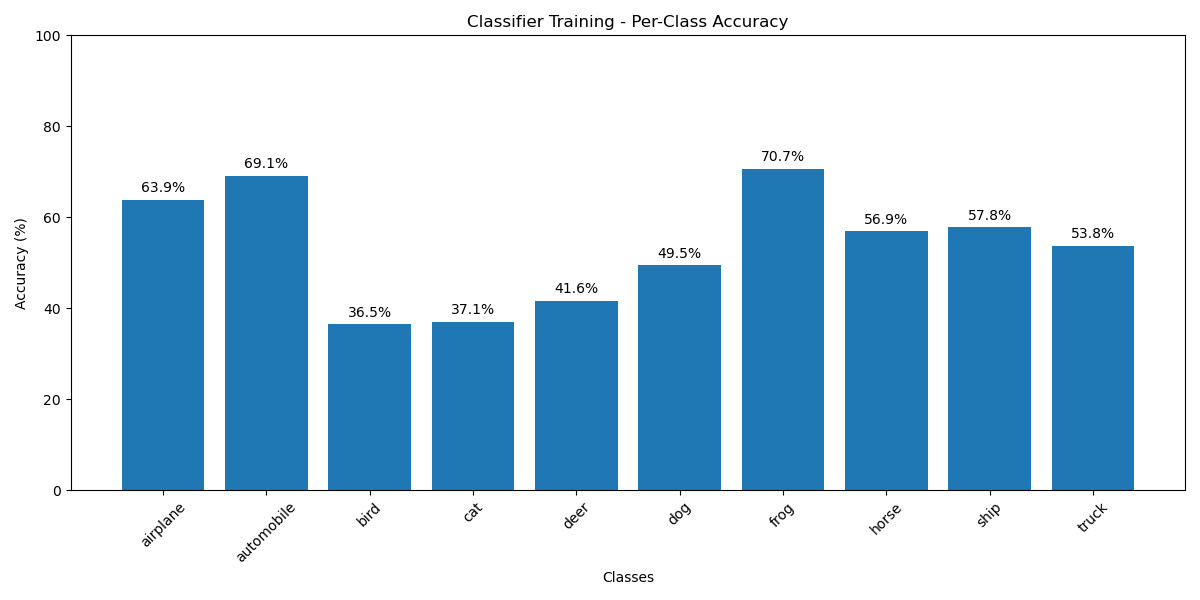 Classifier Training - Per-Class Accuracy
100
80
60
40
20
0
Accuracy (%)
63.9%
69.1%
36.5%
37.1%
41.6%
49.5%
70.7%
56.9%
57.8%
53.8%
airplane
automobile
bird
cat
deer
dog
frog
horse
ship
truck
Classes